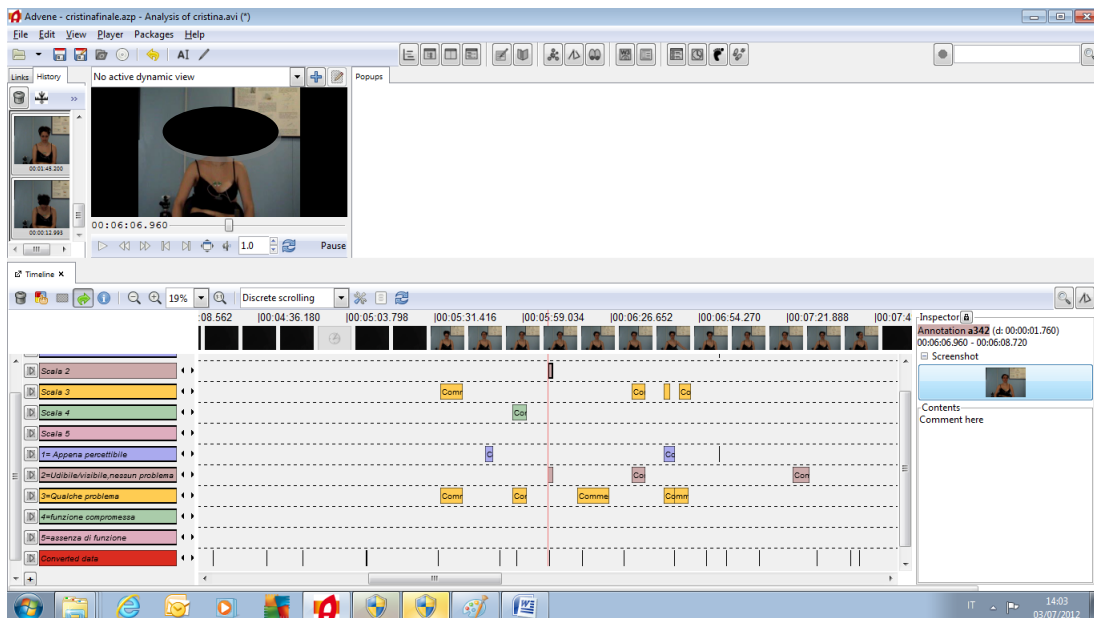 Advene - cristinafinale.azp - Analysis of cristina.avi (*)
File Edit View Player Packages Help
AI
Links History
No active dynamic view
Popups
00:01:45.200
00:00:12.995
00:06:06.960
1.0 Pause
Timeline X
19% 1:1 Discrete scrolling
:08.562 |00:04:36.180 |00:05:03.798 |00:05:31.416 |00:05:59.034 |00:06:26.652 |00:06:54.270 |00:07:21.888 |00:07:4
Scala 2
Scala 3 Comr Co Co
Scala 4 Cor
Scala 5
1= Appena percettibile C Co
2=Udibile/visibile,nessun problema Co Con
3=Qualche problema Comr Cor Comme Comm
4=funzione compromessa
5=assenza di funzione
Converted data
Inspector
Annotation a342 (d: 00:00:01.760)
00:06:06.960 - 00:06:08.720
Screenshot
Contents
Comment here
IT
14:03
03/07/2012